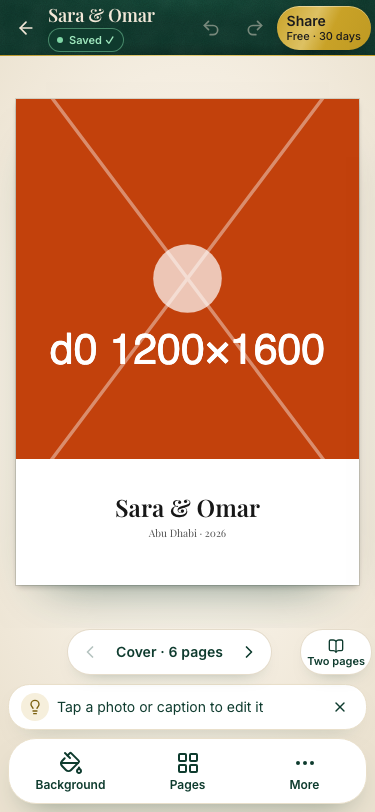 Sara & Omar
Saved ✓
Share
Free · 30 days
d0 1200×1600
Sara & Omar
Abu Dhabi · 2026
Cover · 6 pages
Two pages
Tap a photo or caption to edit it
Background
Pages
More